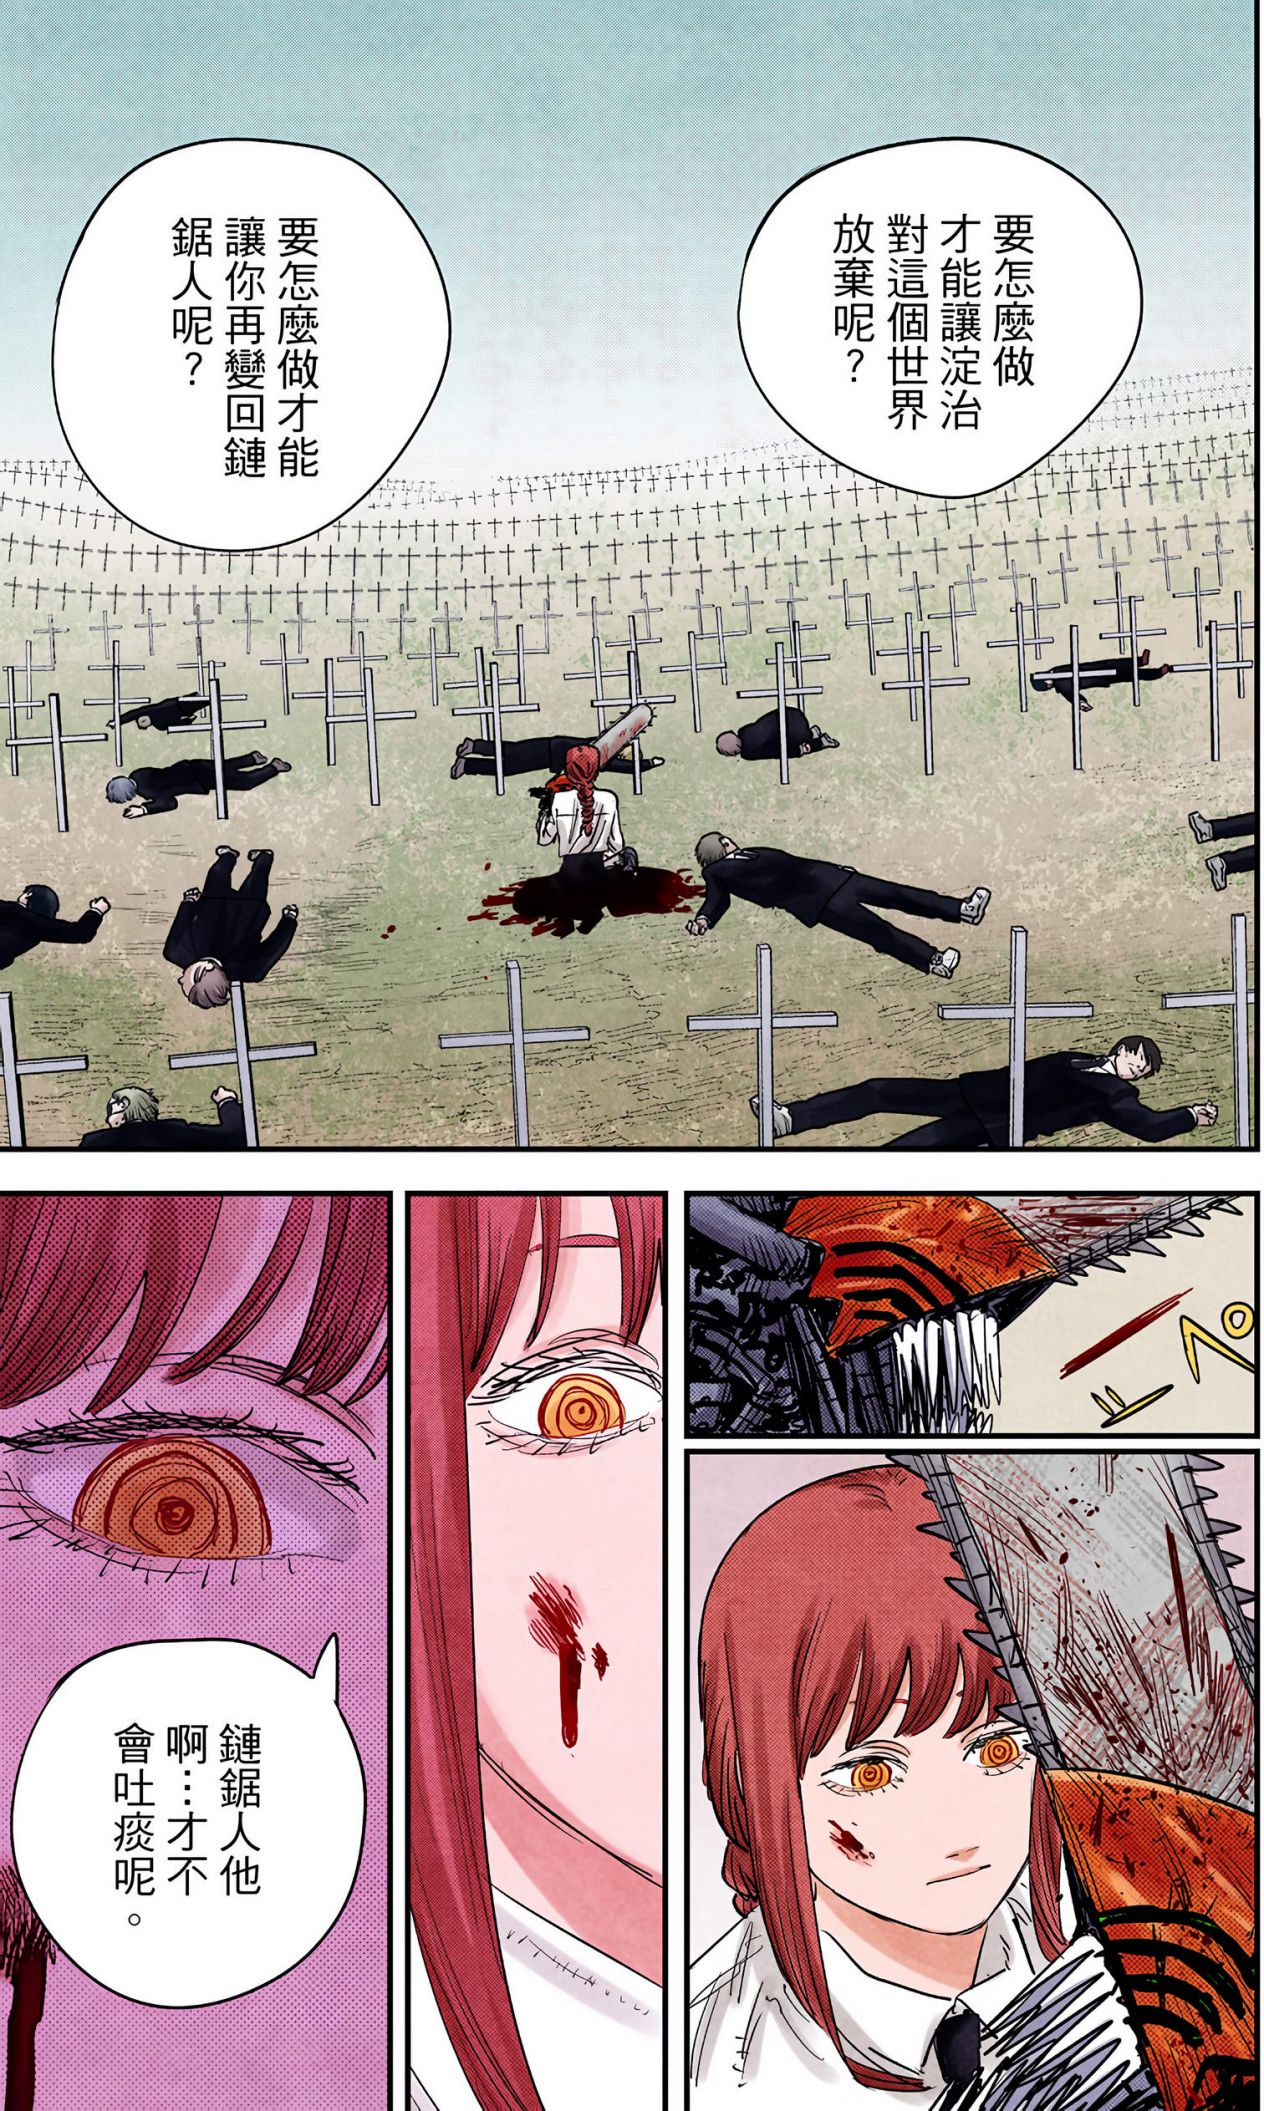 要怎麼做
才能讓淀治
對這個世界
放棄呢？
要怎麼做才能
讓你再變回鏈
鋸人呢？
ペッ
鏈鋸人他
啊…才不
會吐痰呢。